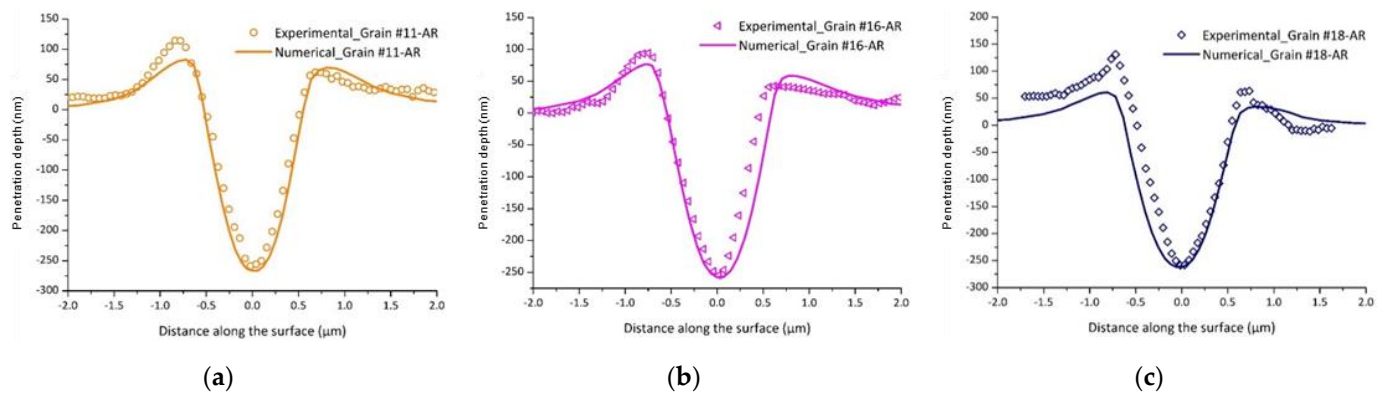 Experimental_Grain #11-AR
Numerical_Grain #11-AR
Penetration depth (nm)
150
100
50
0
-50
-100
-150
-200
-250
-300
-2.0 -1.5 -1.0 -0.5 0.0 0.5 1.0 1.5 2.0
Distance along the surface (µm)
(a)
Experimental_Grain #16-AR
Numerical_Grain #16-AR
Penetration depth (nm)
150
100
50
0
-50
-100
-150
-200
-250
-2.0 -1.5 -1.0 -0.5 0.0 0.5 1.0 1.5 2.0
Distance along the surface (µm)
(b)
Experimental_Grain #18-AR
Numerical_Grain #18-AR
Penetration depth (nm)
200
150
100
50
0
-50
-100
-150
-200
-250
-300
-2.0 -1.5 -1.0 -0.5 0.0 0.5 1.0 1.5 2.0
Distance along the surface (µm)
(c)